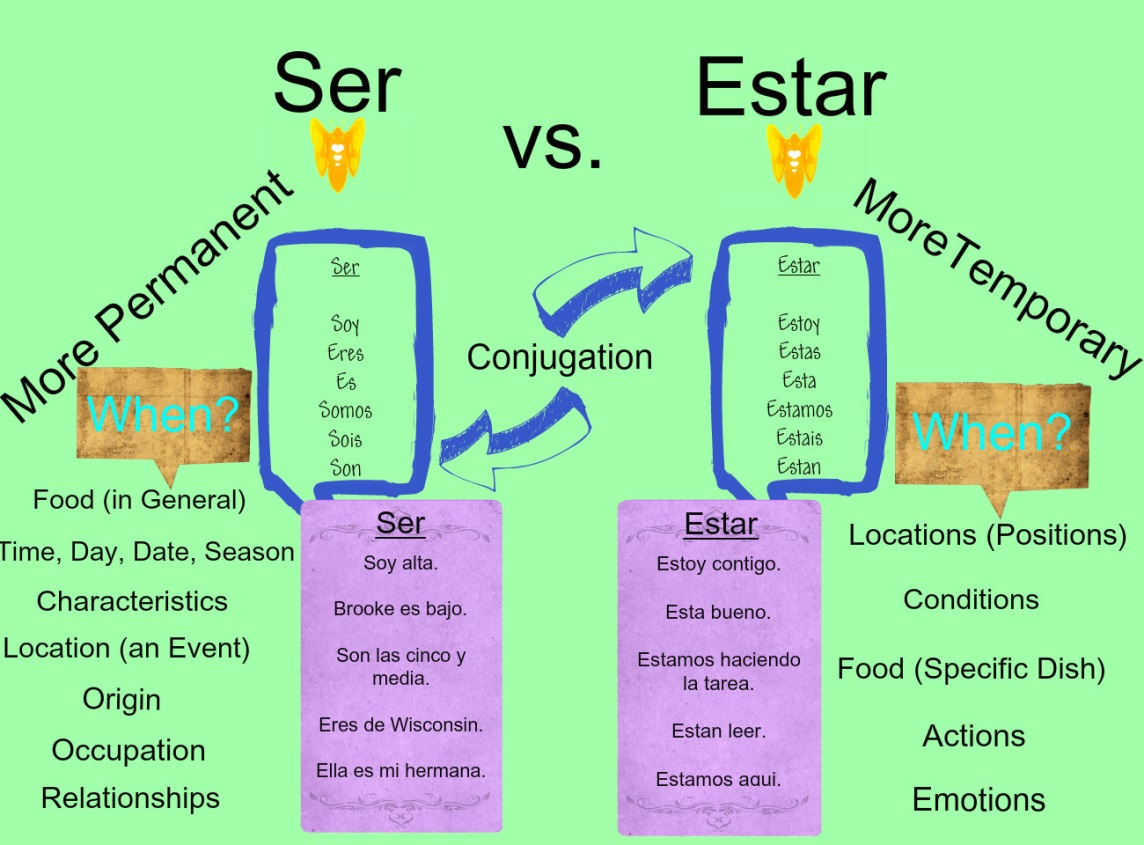 Ser
vs.
Estar
More Permanent
More Temporary
Ser
Soy
Eres
Es
Somos
Sois
Son
Conjugation
Estar
Estoy
Estas
Esta
Estamos
Estais
Estan
When?
Food (in General)
Time, Day, Date, Season
Characteristics
Location (an Event)
Origin
Occupation
Relationships
Ser
Soy alta.
Brooke es bajo.
Son las cinco y
media.
Eres de Wisconsin.
Ella es mi hermana.
Estar
Estoy contigo.
Esta bueno.
Estamos haciendo
la tarea.
Estan leer.
Estamos aqui.
When?
Locations (Positions)
Conditions
Food (Specific Dish)
Actions
Emotions